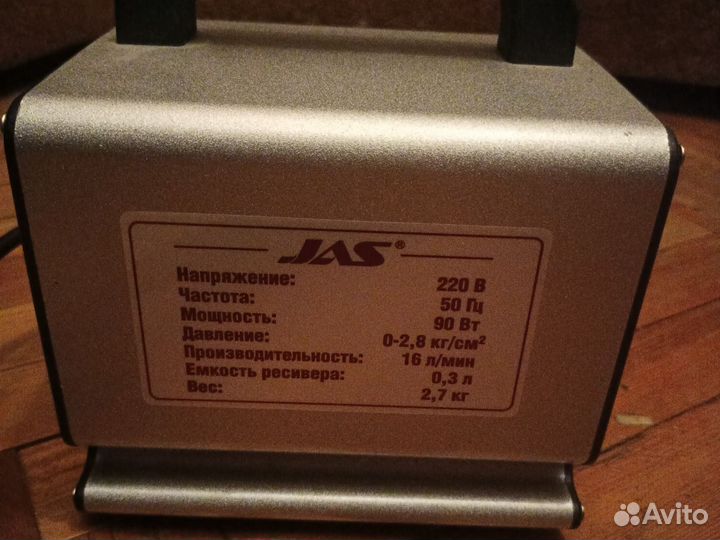 JAS®
Напряжение: 220 В
Частота: 50 Гц
Мощность: 90 Вт
Давление: 0-2,8 кг/см²
Производительность: 16 л/мин
Емкость ресивера: 0,3 л
Вес: 2,7 кг
Avito